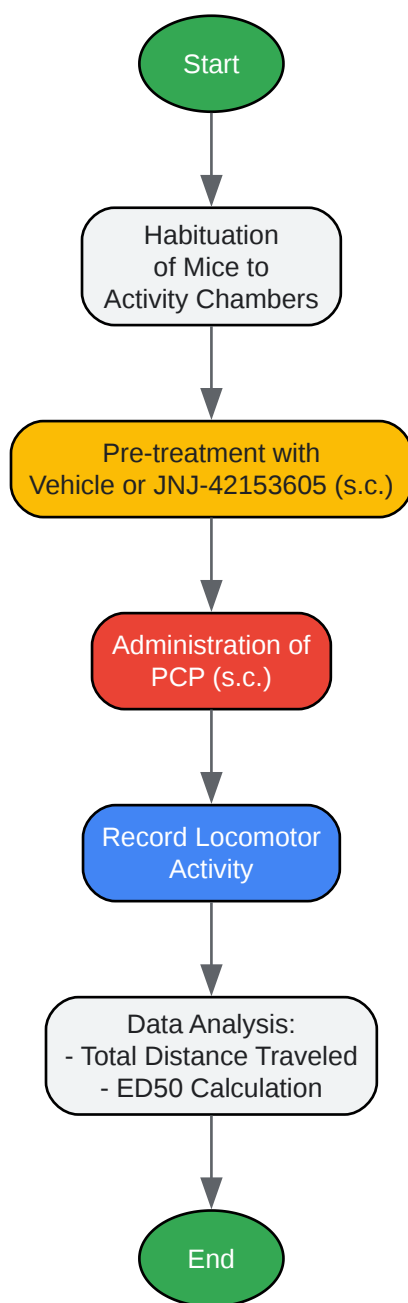 Start
Habituation
of Mice to
Activity Chambers
Pre-treatment with
Vehicle or JNJ-42153605 (s.c.)
Administration of
PCP (s.c.)
Record Locomotor
Activity
Data Analysis:
- Total Distance Traveled
- ED50 Calculation
End